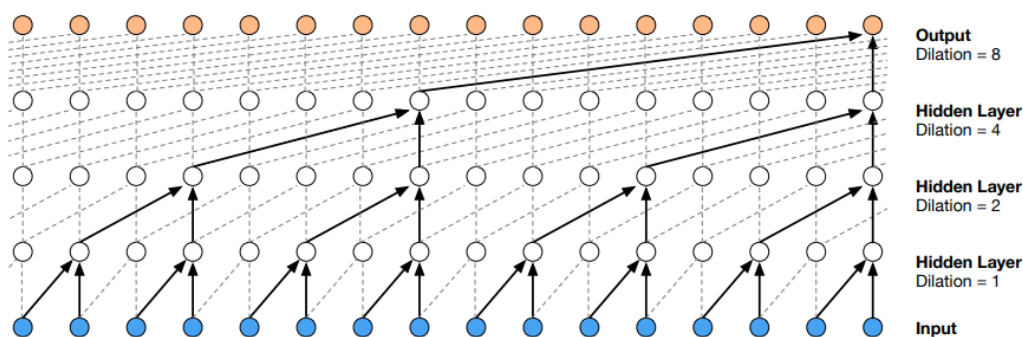 Output
Dilation = 8
Hidden Layer
Dilation = 4
Hidden Layer
Dilation = 2
Hidden Layer
Dilation = 1
Input